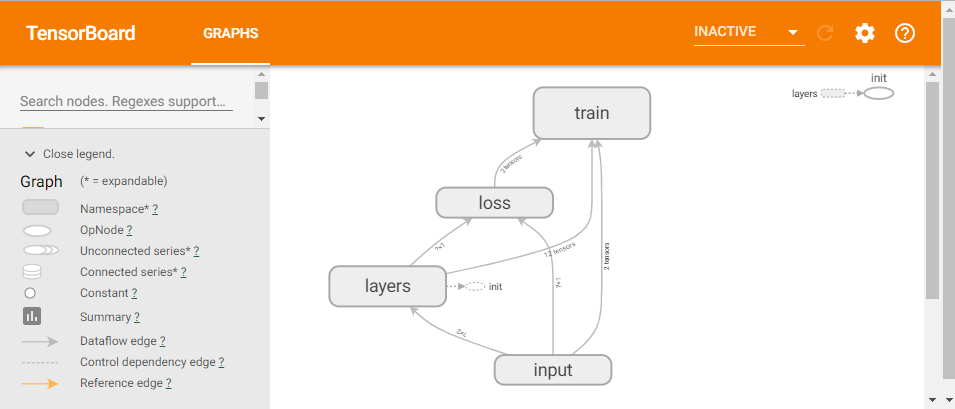 TensorBoard
GRAPHS
INACTIVE
Search nodes. Regexes support...
Close legend.
Graph (* = expandable)
Namespace* ?
OpNode ?
Unconnected series* ?
Connected series* ?
Constant ?
Summary ?
Dataflow edge ?
Control dependency edge ?
Reference edge ?
init
layers
train
2 tensors
loss
?×1
12 tensors
2 tensors
layers
init
?×1
?×2
input